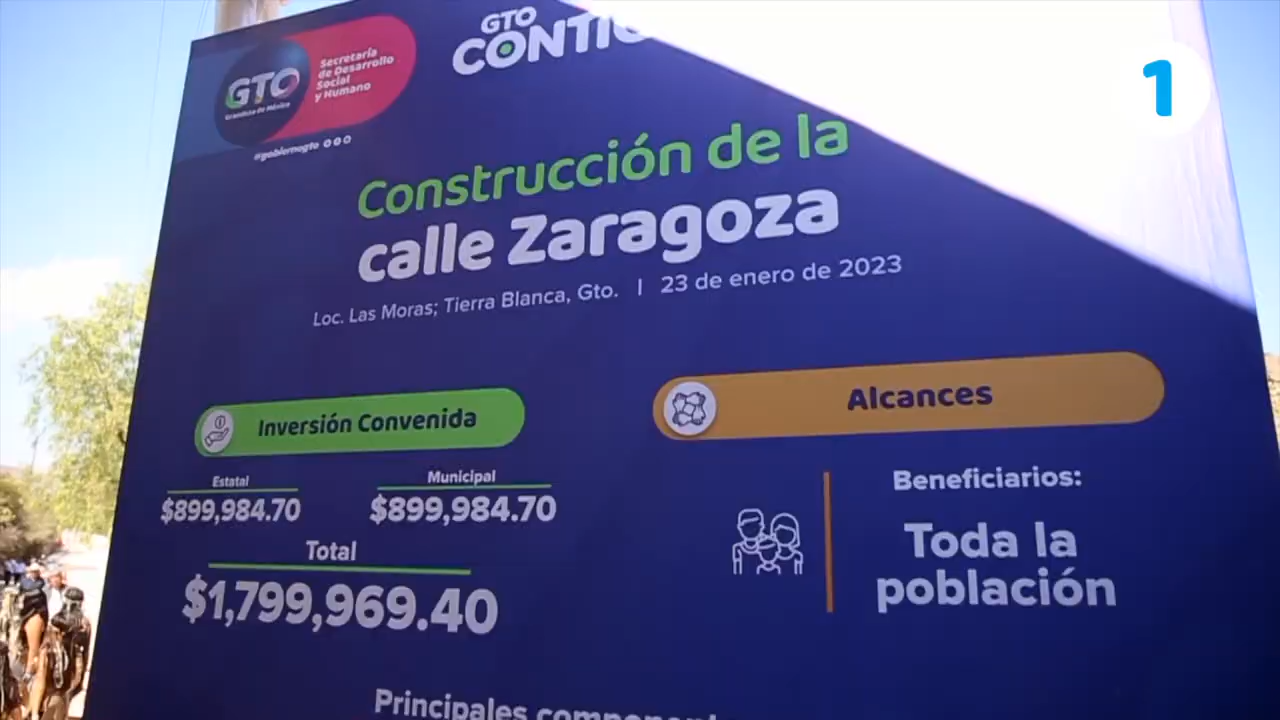 GTO
Grandeza de México
Secretaría
de Desarrollo
Social
y Humano
#gobiernogto
GTO
1
Construcción de la
calle Zaragoza
Loc. Las Moras; Tierra Blanca, Gto. | 23 de enero de 2023
Inversión Convenida
Alcances
Estatal
Municipal
$899,984.70
$899,984.70
Total
$1,799,969.40
Beneficiarios:
Toda la
población
Principales